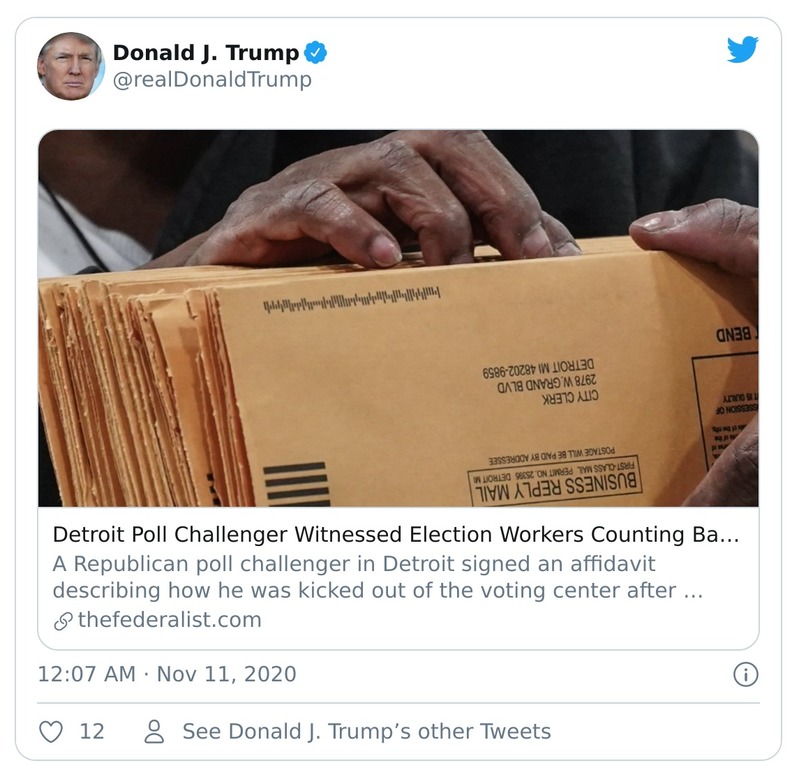 Donald J. Trump
@realDonaldTrump
BEND
CITY CLERK
2978 W. GRAND BLVD
DETROIT MI 48202-9859
POSTAGE WILL BE PAID BY ADDRESSEE
BUSINESS REPLY MAIL
FIRST-CLASS MAIL PERMIT NO. 25396 DETROIT MI
Detroit Poll Challenger Witnessed Election Workers Counting Ba…
A Republican poll challenger in Detroit signed an affidavit
describing how he was kicked out of the voting center after …
thefederalist.com
12:07 AM · Nov 11, 2020
12 See Donald J. Trump’s other Tweets